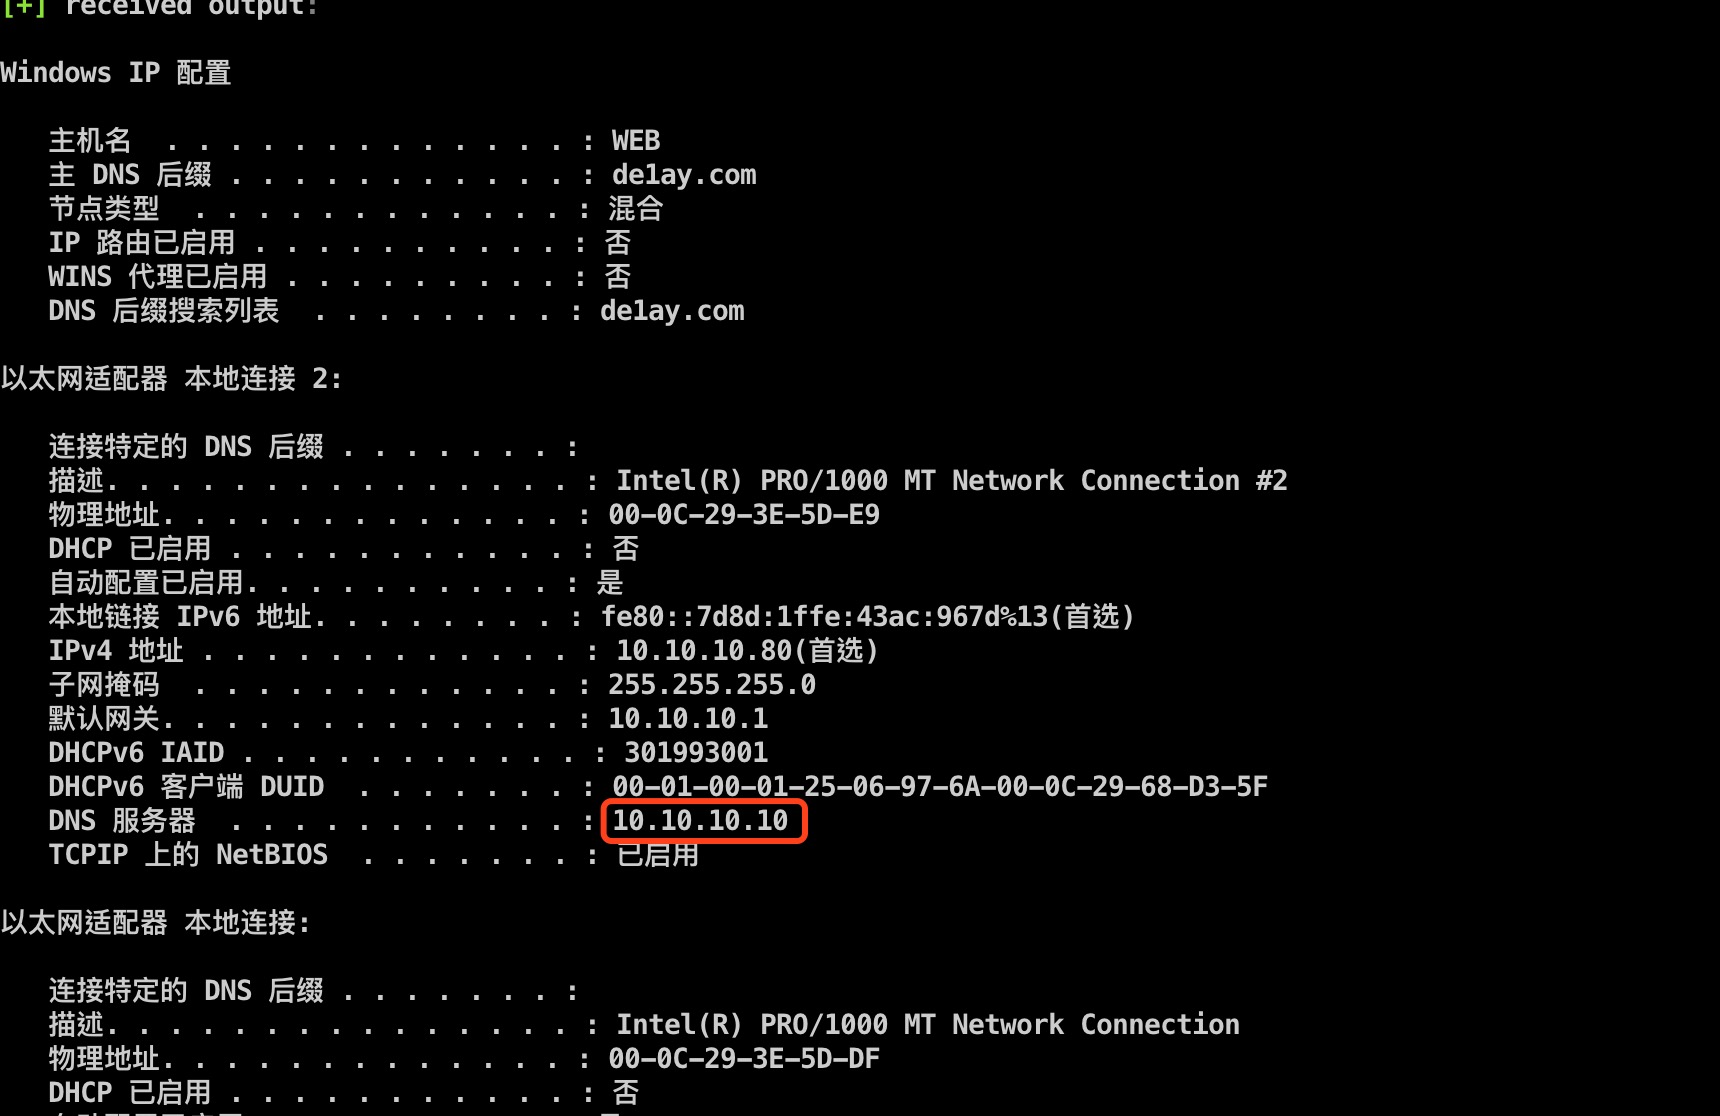 [+] received output:
Windows IP 配置
主机名  . . . . . . . . . . . . . : WEB
主 DNS 后缀 . . . . . . . . . . . : de1ay.com
节点类型  . . . . . . . . . . . . : 混合
IP 路由已启用 . . . . . . . . . . : 否
WINS 代理已启用 . . . . . . . . . : 否
DNS 后缀搜索列表  . . . . . . . . : de1ay.com
以太网适配器 本地连接 2:
连接特定的 DNS 后缀 . . . . . . . :
描述. . . . . . . . . . . . . . . : Intel(R) PRO/1000 MT Network Connection #2
物理地址. . . . . . . . . . . . . : 00-0C-29-3E-5D-E9
DHCP 已启用 . . . . . . . . . . . : 否
自动配置已启用. . . . . . . . . . : 是
本地链接 IPv6 地址. . . . . . . . : fe80::7d8d:1ffe:43ac:967d%13(首选)
IPv4 地址 . . . . . . . . . . . . : 10.10.10.80(首选)
子网掩码  . . . . . . . . . . . . : 255.255.255.0
默认网关. . . . . . . . . . . . . : 10.10.10.1
DHCPv6 IAID . . . . . . . . . . . : 301993001
DHCPv6 客户端 DUID  . . . . . . . : 00-01-00-01-25-06-97-6A-00-0C-29-68-D3-5F
DNS 服务器  . . . . . . . . . . . : 10.10.10.10
TCPIP 上的 NetBIOS  . . . . . . . : 已启用
以太网适配器 本地连接:
连接特定的 DNS 后缀 . . . . . . . :
描述. . . . . . . . . . . . . . . : Intel(R) PRO/1000 MT Network Connection
物理地址. . . . . . . . . . . . . : 00-0C-29-3E-5D-DF
DHCP 已启用 . . . . . . . . . . . : 否